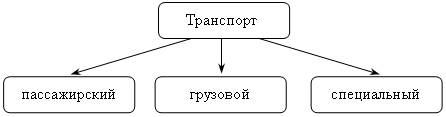 Транспорт
пассажирский
грузовой
специальный